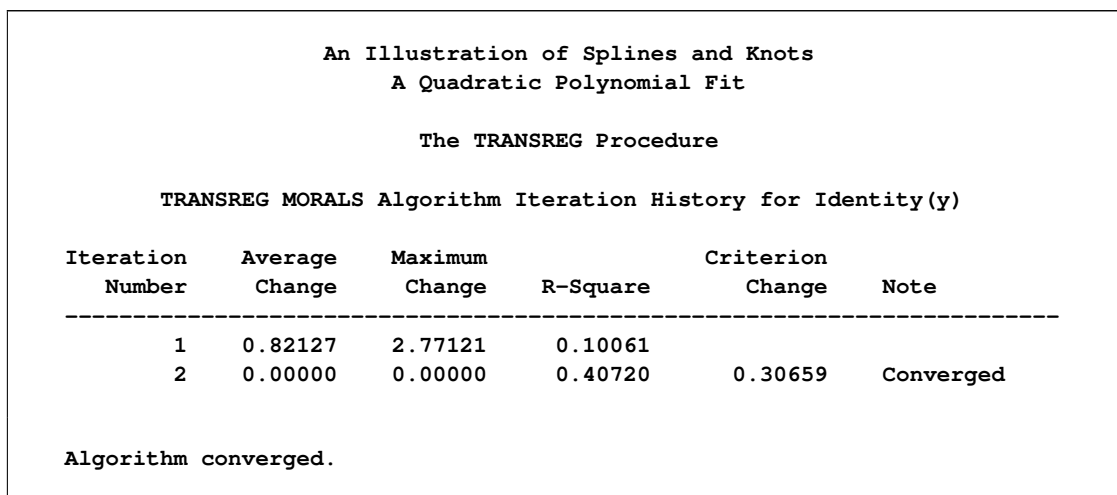 An Illustration of Splines and Knots
A Quadratic Polynomial Fit
The TRANSREG Procedure
TRANSREG MORALS Algorithm Iteration History for Identity(y)
Iteration Average Maximum Criterion
Number Change Change R-Square Change Note
1 0.82127 2.77121 0.10061
2 0.00000 0.00000 0.40720 0.30659 Converged
Algorithm converged.